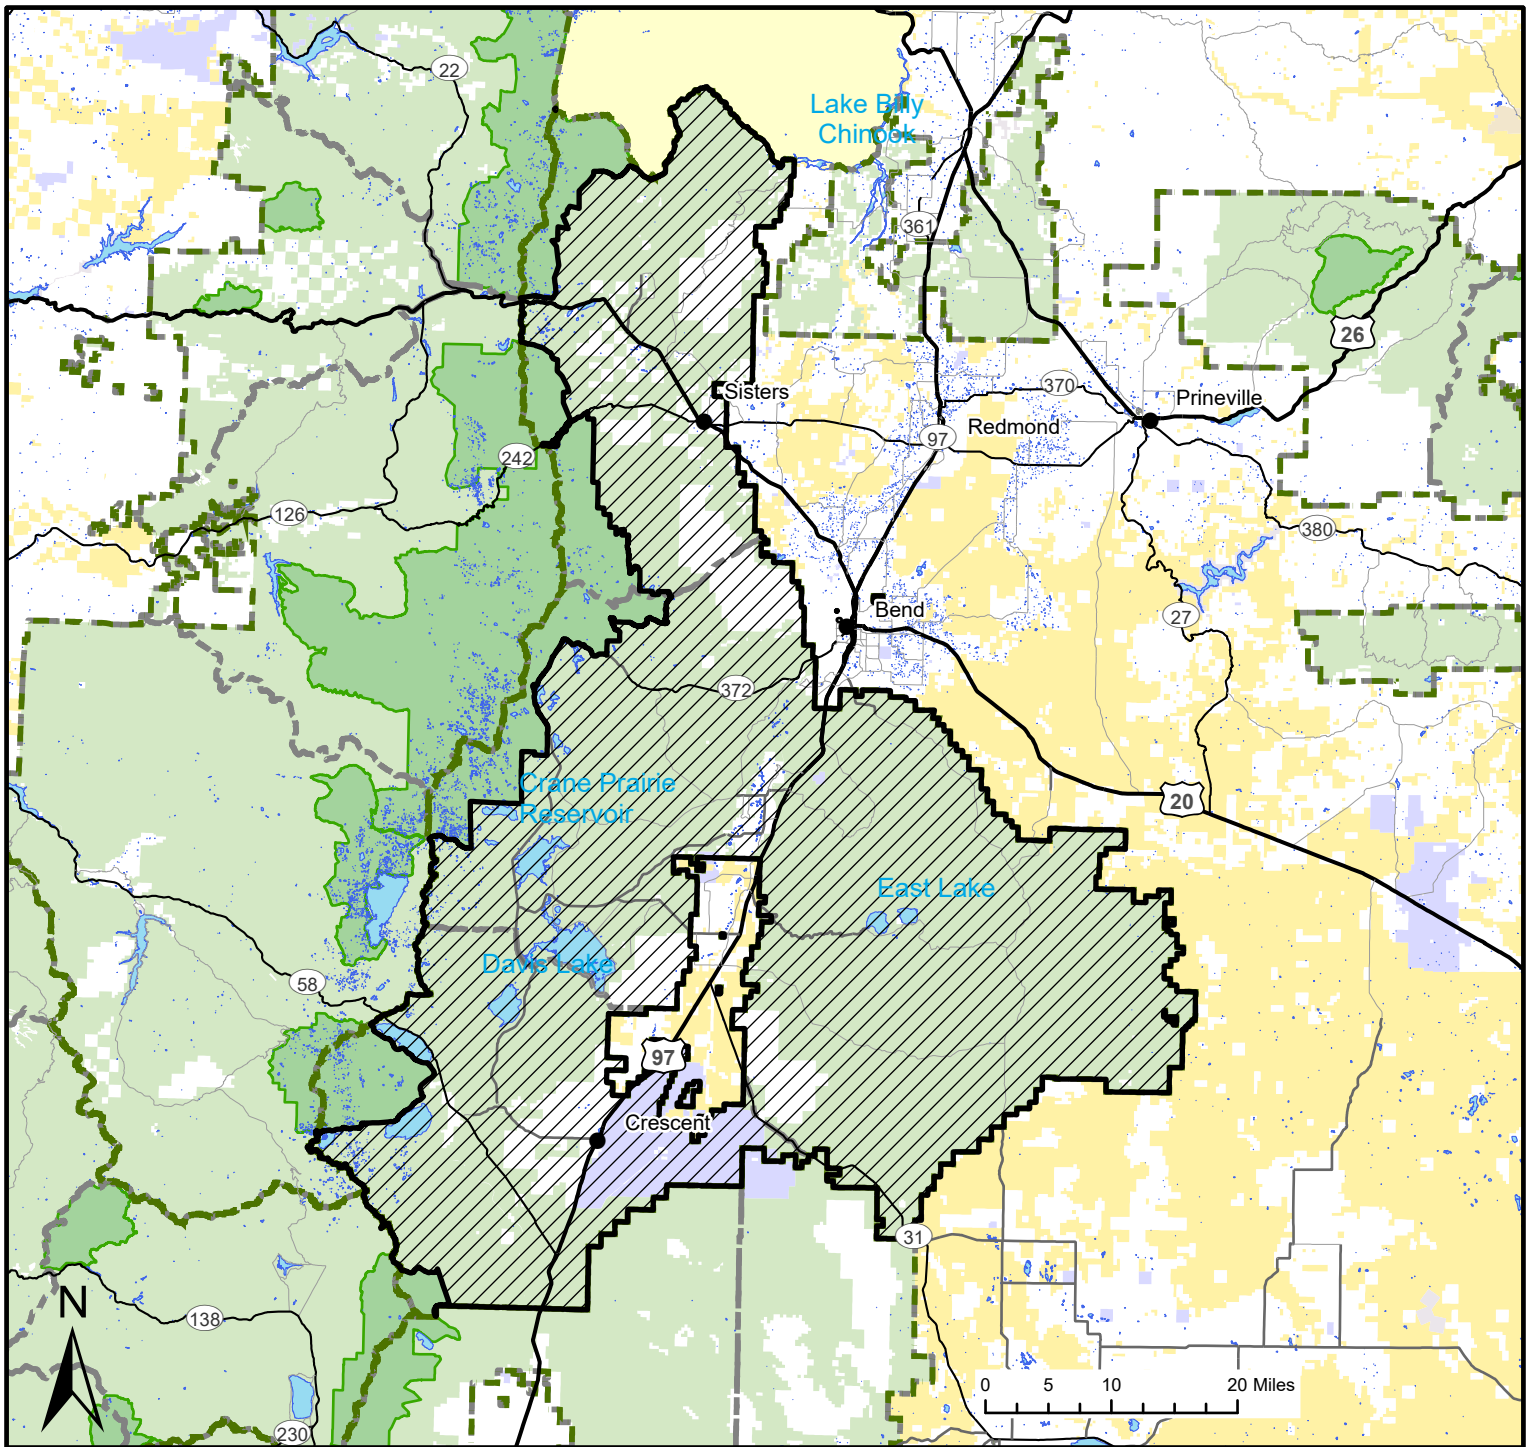 22
Lake Billy
Chinook
361
26
Sisters
370
Prineville
97
Redmond
242
126
380
Bend
27
372
Crane Prairie
Reservoir
20
East Lake
Davis Lake
58
97
Crescent
31
N
138
0 5 10 20 Miles
230